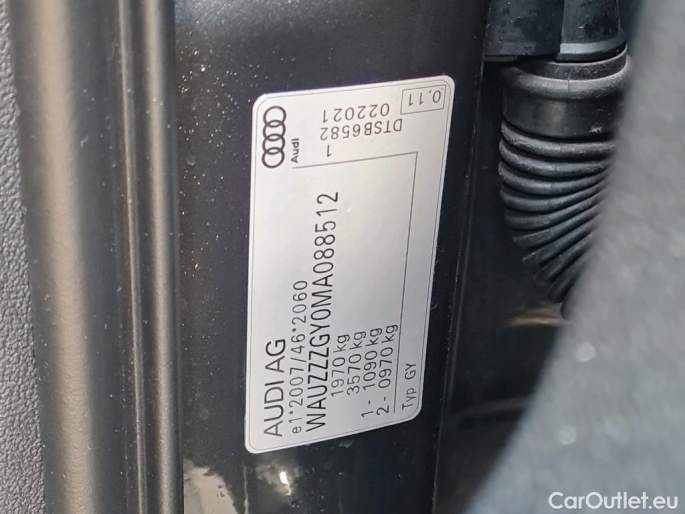 AUDI AG
e1*2007/46*2060
WAUZZZGY0MA088512
1970 kg
3570 kg
1 - 1090 kg
2 - 0970 kg
Typ GY
Audi
1
DTSB6582
022021
0.11
CarOutlet.eu